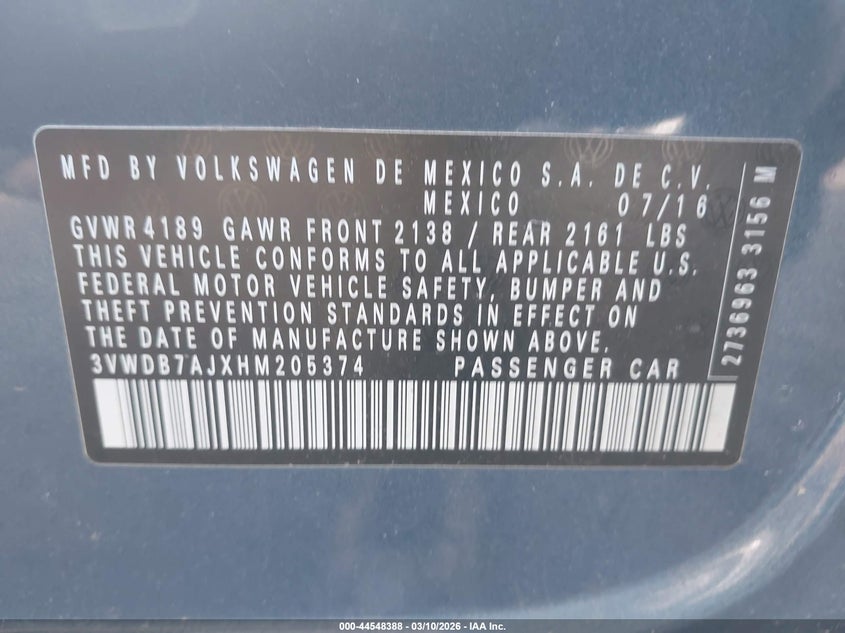 MFD BY VOLKSWAGEN DE MEXICO S.A. DE C.V.
MEXICO 07/16
GVWR 4189 GAWR FRONT 2138 / REAR 2161 LBS
THIS VEHICLE CONFORMS TO ALL APPLICABLE U.S.
FEDERAL MOTOR VEHICLE SAFETY, BUMPER AND
THEFT PREVENTION STANDARDS IN EFFECT ON
THE DATE OF MANUFACTURE SHOWN ABOVE.
3VWDB7AJXHM205374 PASSENGER CAR
2736963 3156 M
000-44548388 - 03/10/2026 - IAA Inc.